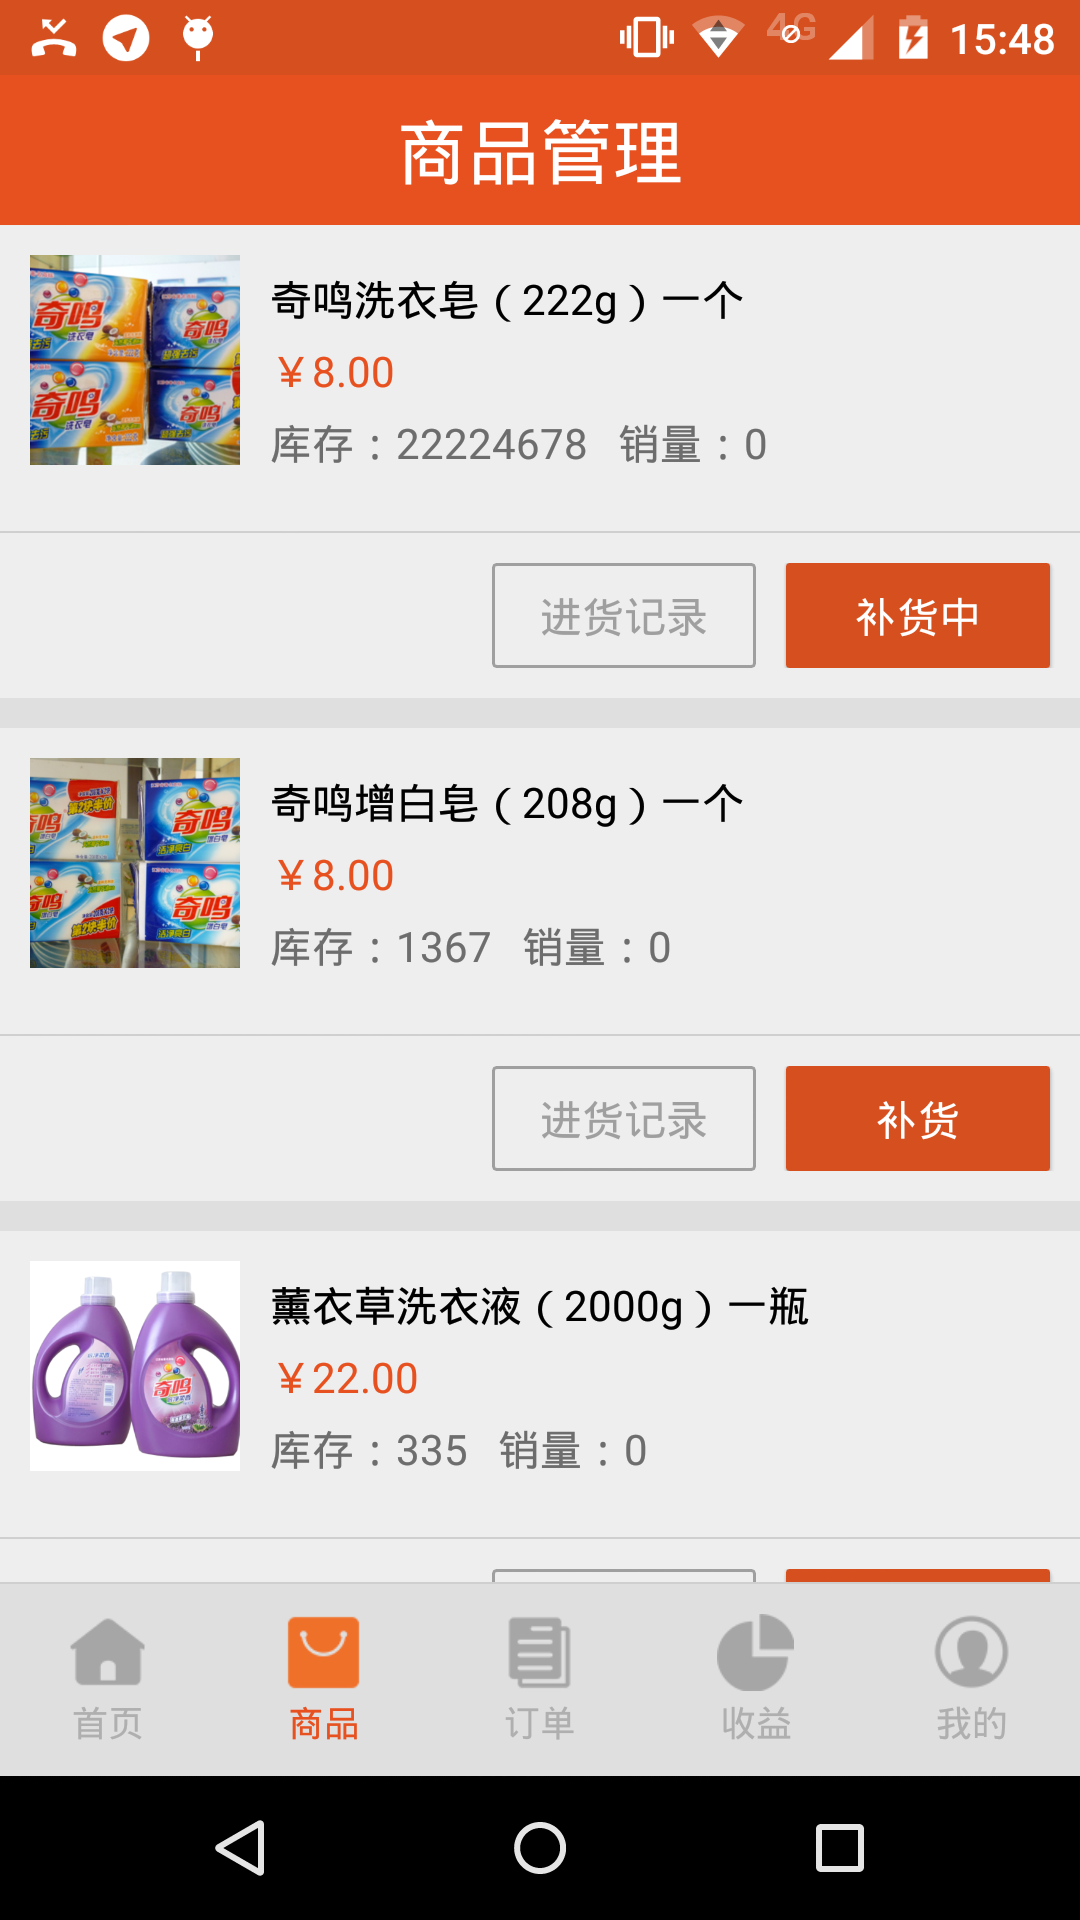 4G 15:48
商品管理
奇鸣洗衣皂（222g）一个
￥8.00
库存：22224678 销量：0
进货记录 补货中
奇鸣增白皂（208g）一个
￥8.00
库存：1367 销量：0
进货记录 补货
薰衣草洗衣液（2000g）一瓶
￥22.00
库存：335 销量：0
首页 商品 订单 收益 我的